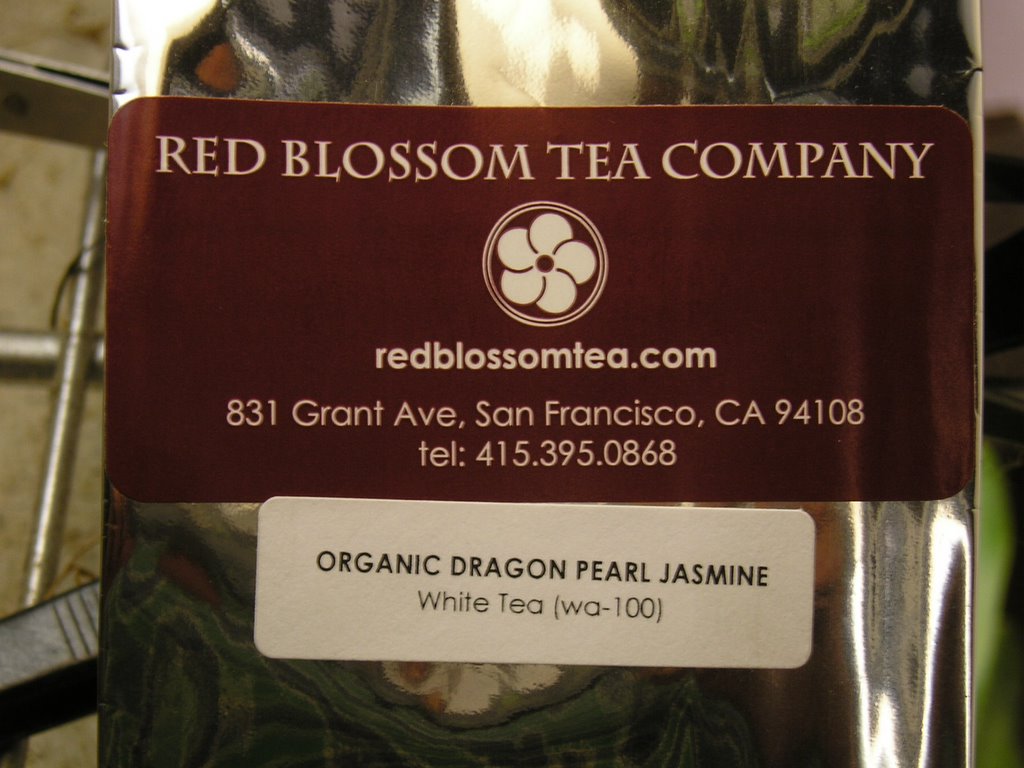 RED BLOSSOM TEA COMPANY
redblossomtea.com
831 Grant Ave, San Francisco, CA 94108
tel: 415.395.0868
ORGANIC DRAGON PEARL JASMINE
White Tea (wa-100)